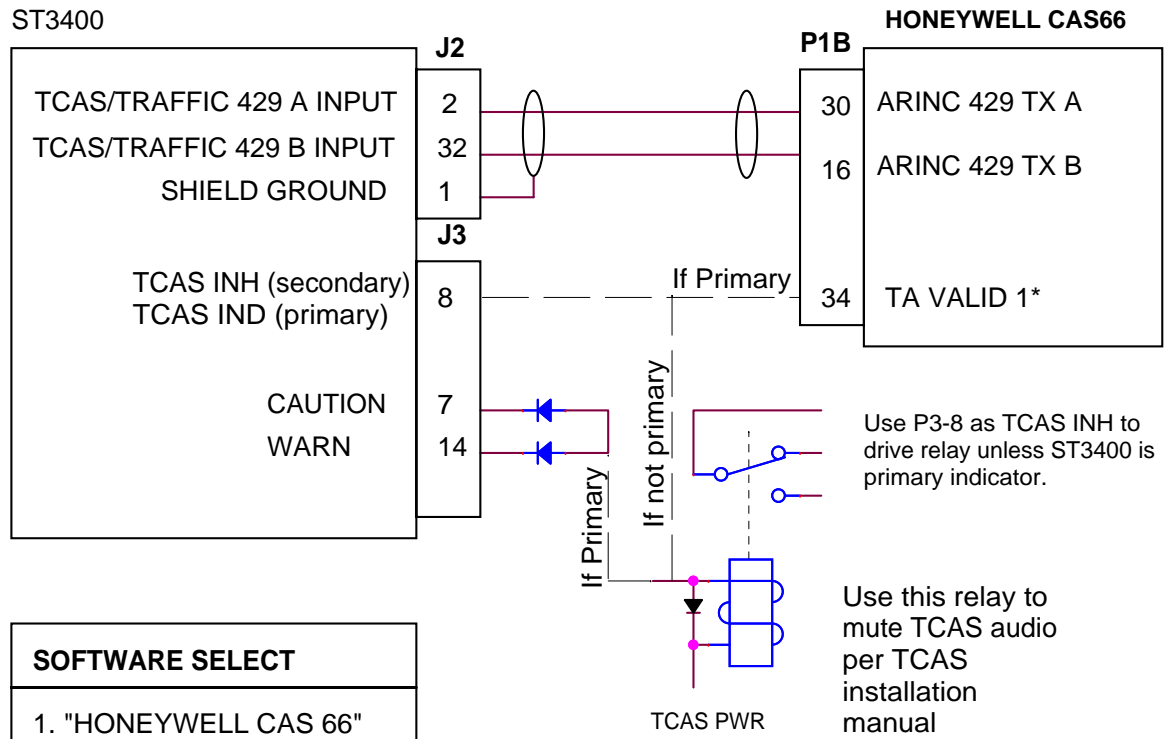 ST3400
HONEYWELL CAS66
J2
P1B
TCAS/TRAFFIC 429 A INPUT
2
30
ARINC 429 TX A
TCAS/TRAFFIC 429 B INPUT
32
16
ARINC 429 TX B
SHIELD GROUND
1
J3
TCAS INH (secondary)
TCAS IND (primary)
8
If Primary
34
TA VALID 1*
CAUTION
7
WARN
14
If Primary
If not primary
Use P3-8 as TCAS INH to
drive relay unless ST3400 is
primary indicator.
Use this relay to
mute TCAS audio
per TCAS
installation
manual
TCAS PWR
SOFTWARE SELECT
1. "HONEYWELL CAS 66"